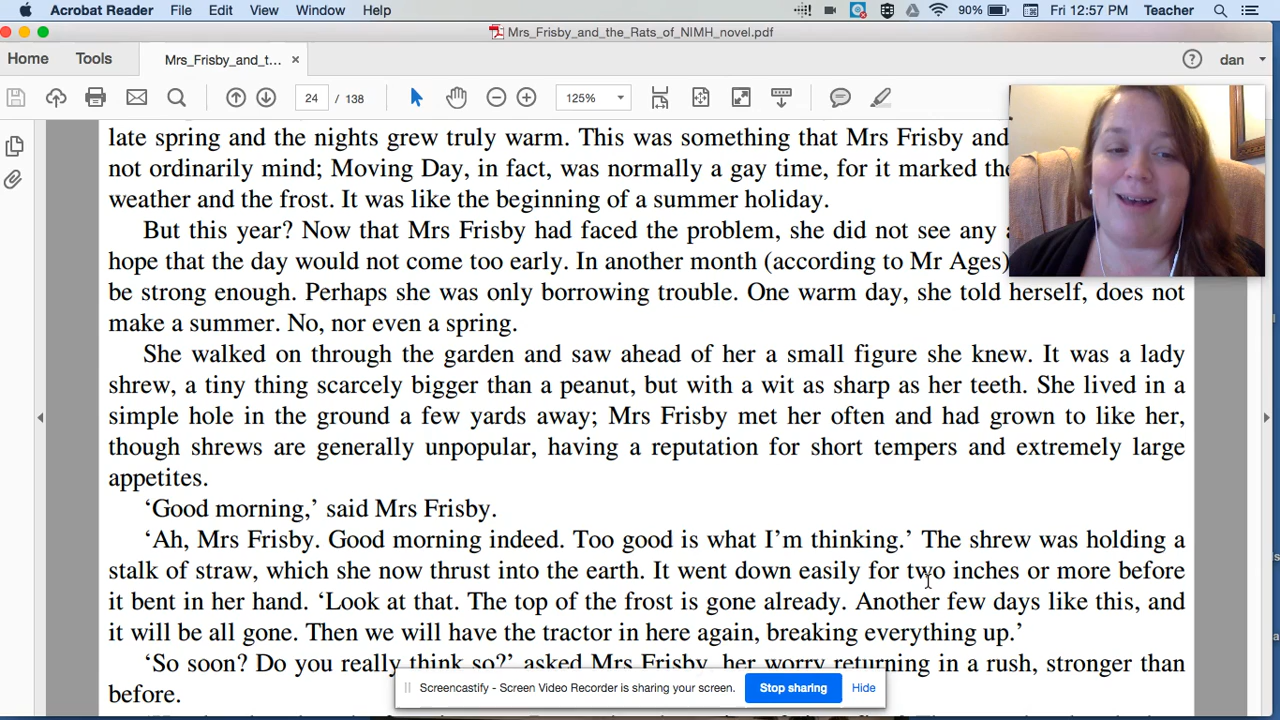 Acrobat Reader File Edit View Window Help 90% Fri 12:57 PM Teacher
Mrs_Frisby_and_the_Rats_of_NIMH_novel.pdf
Home Tools Mrs_Frisby_and_t... × dan
24 / 138 125%
late spring and the nights grew truly warm. This was something that Mrs Frisby and
not ordinarily mind; Moving Day, in fact, was normally a gay time, for it marked the
weather and the frost. It was like the beginning of a summer holiday.
But this year? Now that Mrs Frisby had faced the problem, she did not see any
hope that the day would not come too early. In another month (according to Mr Ages)
be strong enough. Perhaps she was only borrowing trouble. One warm day, she told herself, does not
make a summer. No, nor even a spring.
She walked on through the garden and saw ahead of her a small figure she knew. It was a lady
shrew, a tiny thing scarcely bigger than a peanut, but with a wit as sharp as her teeth. She lived in a
simple hole in the ground a few yards away; Mrs Frisby met her often and had grown to like her,
though shrews are generally unpopular, having a reputation for short tempers and extremely large
appetites.
‘Good morning,’ said Mrs Frisby.
‘Ah, Mrs Frisby. Good morning indeed. Too good is what I’m thinking.’ The shrew was holding a
stalk of straw, which she now thrust into the earth. It went down easily for two inches or more before
it bent in her hand. ‘Look at that. The top of the frost is gone already. Another few days like this, and
it will be all gone. Then we will have the tractor in here again, breaking everything up.’
‘So soon? Do you really think so?’ asked Mrs Frisby, her worry returning in a rush, stronger than
before.
Screencastify - Screen Video Recorder is sharing your screen. Stop sharing Hide